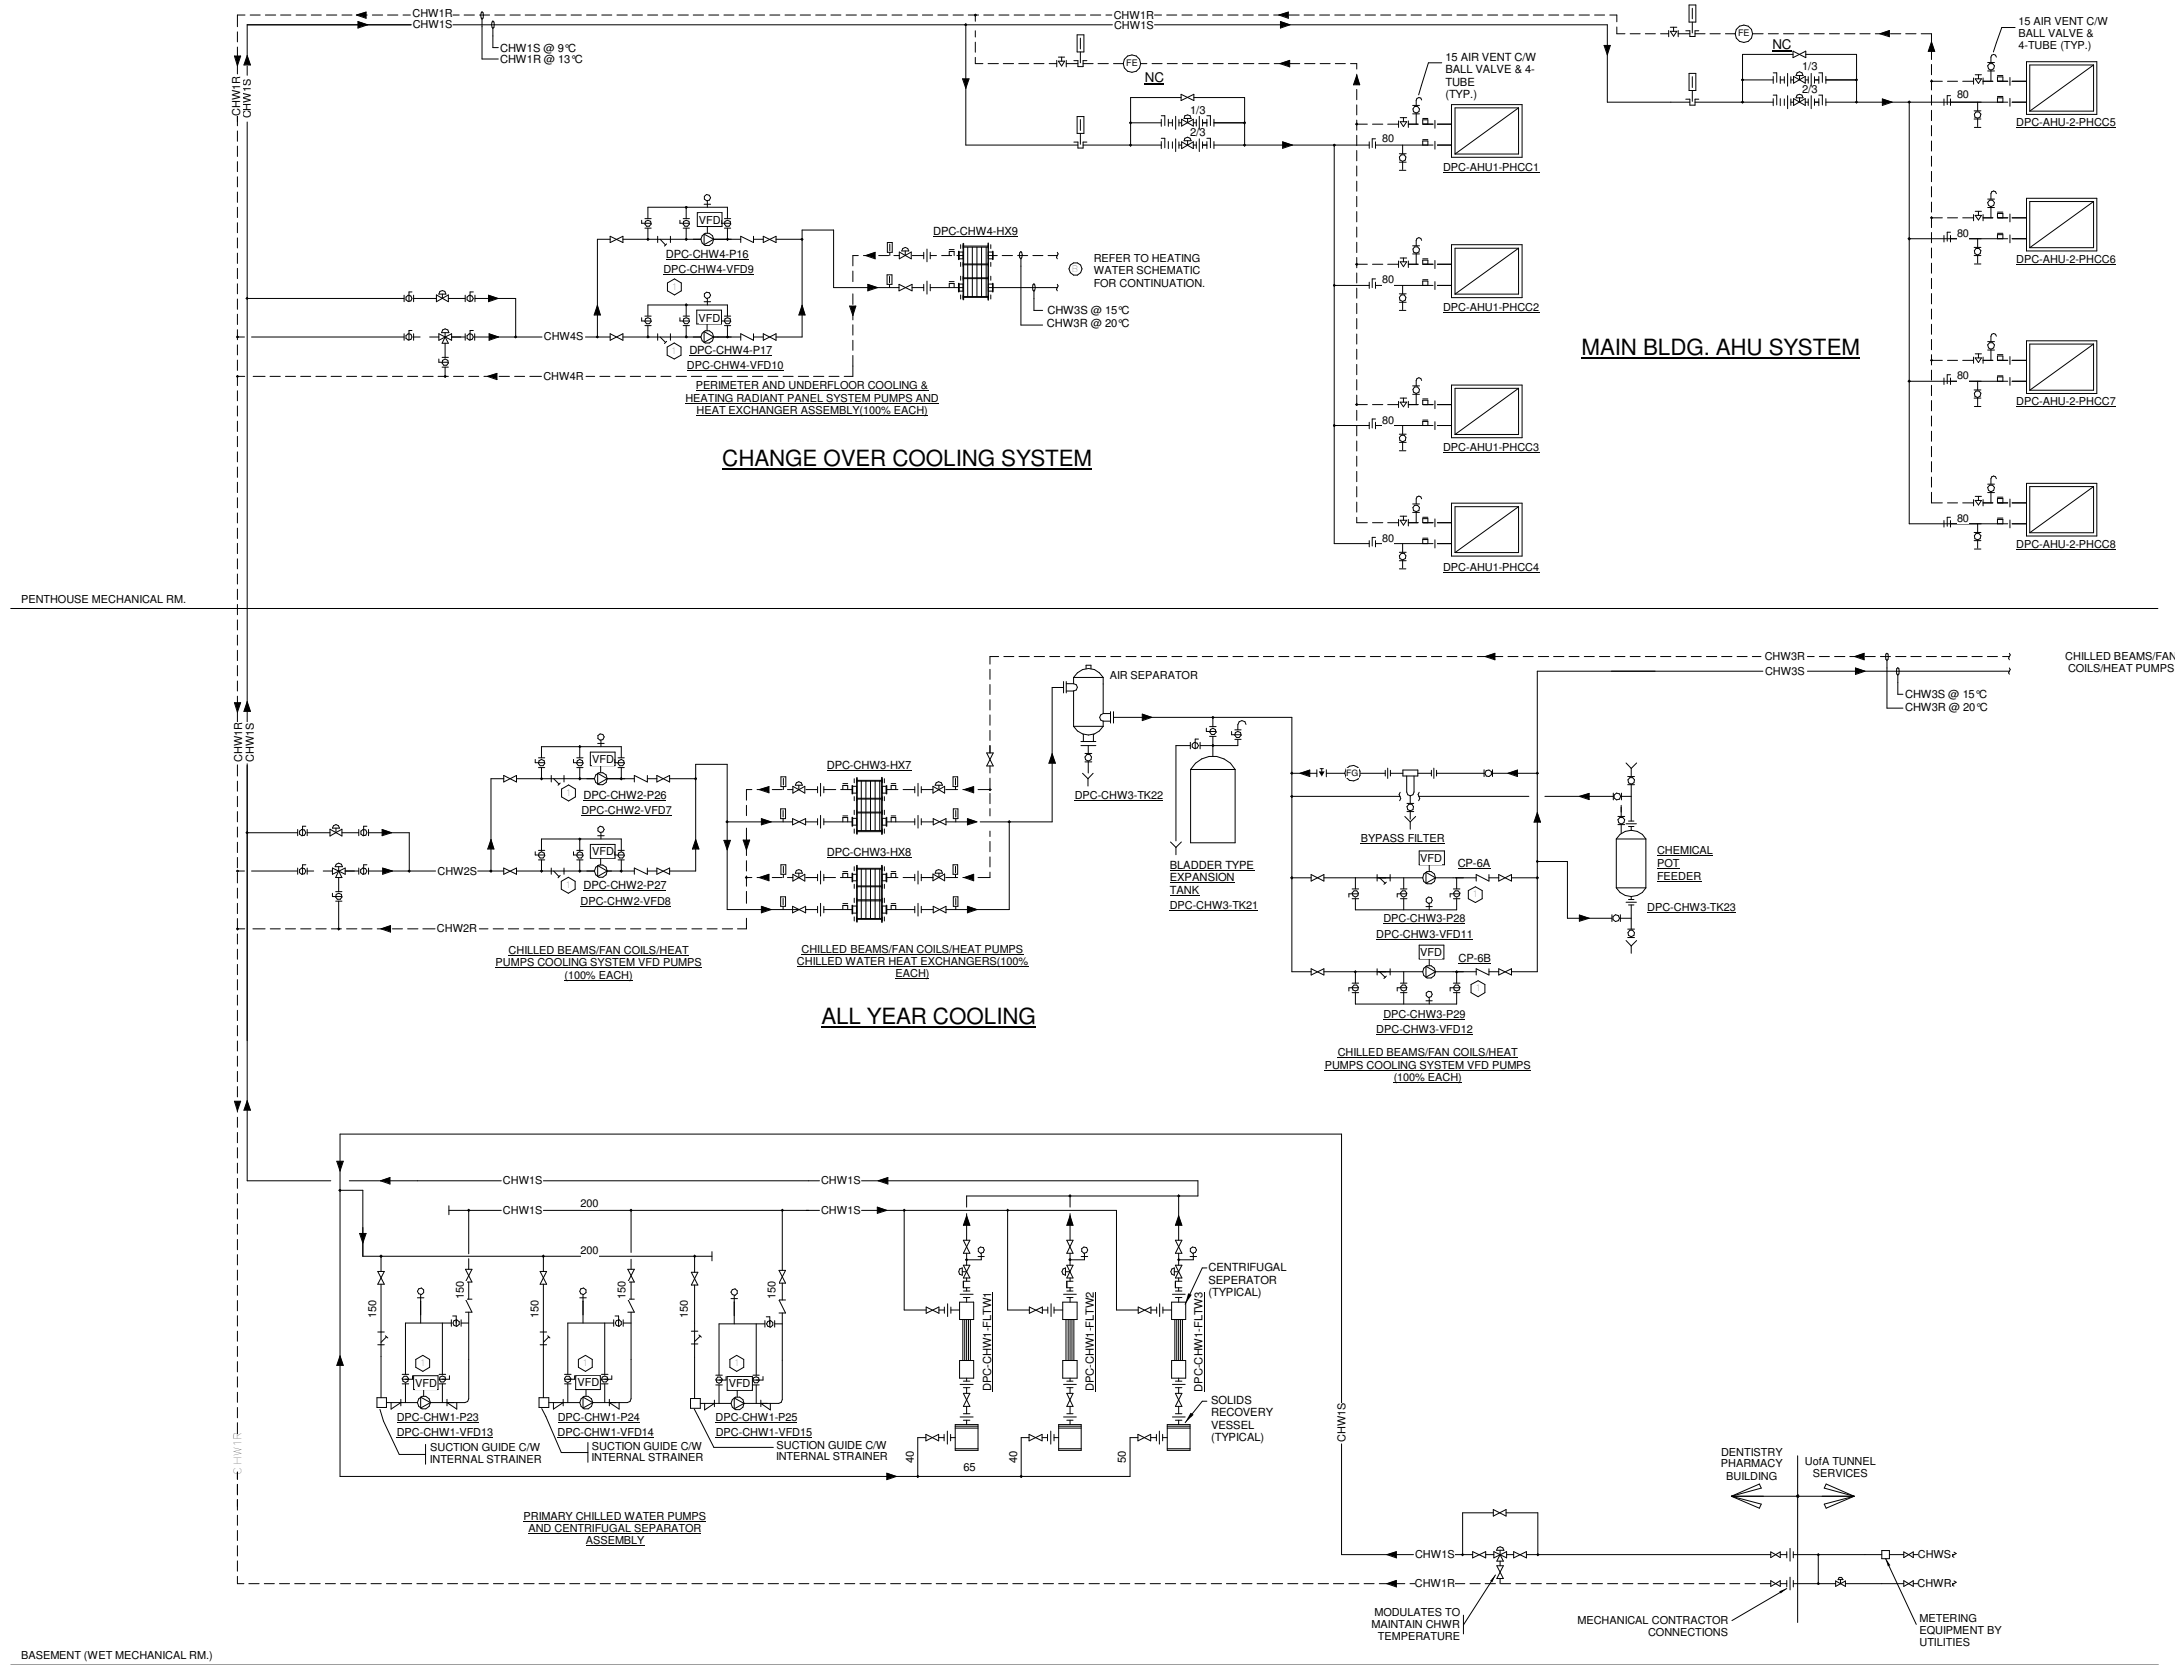 CHW1R
CHW1S
CHW1S @ 9°C
CHW1R @ 13°C
CHW1R
CHW1S
CHW1R
CHW1S
FE
NC
1/3
2/3
15 AIR VENT C/W
BALL VALVE & 4-
TUBE
(TYP.)
80
DPC-AHU1-PHCC1
80
DPC-AHU1-PHCC2
80
DPC-AHU1-PHCC3
80
DPC-AHU1-PHCC4
FE
NC
1/3
2/3
15 AIR VENT C/W
BALL VALVE &
4-TUBE (TYP.)
80
DPC-AHU-2-PHCC5
80
DPC-AHU-2-PHCC6
80
DPC-AHU-2-PHCC7
80
DPC-AHU-2-PHCC8
MAIN BLDG. AHU SYSTEM
VFD
DPC-CHW4-P16
DPC-CHW4-VFD9
1
VFD
1
DPC-CHW4-P17
DPC-CHW4-VFD10
CHW4S
CHW4R
PERIMETER AND UNDERFLOOR COOLING &
HEATING RADIANT PANEL SYSTEM PUMPS AND
HEAT EXCHANGER ASSEMBLY(100% EACH)
DPC-CHW4-HX9
REFER TO HEATING
WATER SCHEMATIC
FOR CONTINUATION.
CHW3S @ 15°C
CHW3R @ 20°C
CHANGE OVER COOLING SYSTEM
PENTHOUSE MECHANICAL RM.
CHW1R
CHW1S
VFD
1
DPC-CHW2-P26
DPC-CHW2-VFD7
VFD
1
DPC-CHW2-P27
DPC-CHW2-VFD8
CHW2S
CHW2R
CHILLED BEAMS/FAN COILS/HEAT
PUMPS COOLING SYSTEM VFD PUMPS
(100% EACH)
DPC-CHW3-HX7
DPC-CHW3-HX8
CHILLED BEAMS/FAN COILS/HEAT PUMPS
CHILLED WATER HEAT EXCHANGERS(100%
EACH)
ALL YEAR COOLING
AIR SEPARATOR
DPC-CHW3-TK22
BLADDER TYPE
EXPANSION
TANK
DPC-CHW3-TK21
FG
BYPASS FILTER
VFD
CP-6A
1
DPC-CHW3-P28
DPC-CHW3-VFD11
VFD
CP-6B
1
DPC-CHW3-P29
DPC-CHW3-VFD12
CHILLED BEAMS/FAN COILS/HEAT
PUMPS COOLING SYSTEM VFD PUMPS
(100% EACH)
CHEMICAL
POT
FEEDER
DPC-CHW3-TK23
CHW3R
CHW3S
CHW3S @ 15°C
CHW3R @ 20°C
CHILLED BEAMS/FAN
COILS/HEAT PUMPS
CHW1S
CHW1S
CHW1S
200
CHW1S
200
150
150
150
150
150
150
1
VFD
DPC-CHW1-P23
DPC-CHW1-VFD13
SUCTION GUIDE C/W
INTERNAL STRAINER
1
VFD
DPC-CHW1-P24
DPC-CHW1-VFD14
SUCTION GUIDE C/W
INTERNAL STRAINER
1
VFD
DPC-CHW1-P25
DPC-CHW1-VFD15
SUCTION GUIDE C/W
INTERNAL STRAINER
CHW1R
DPC-CHW1-FLTW1
DPC-CHW1-FLTW2
DPC-CHW1-FLTW3
CENTRIFUGAL
SEPERATOR
(TYPICAL)
SOLIDS
RECOVERY
VESSEL
(TYPICAL)
40
65
40
50
PRIMARY CHILLED WATER PUMPS
AND CENTRIFUGAL SEPARATOR
ASSEMBLY
CHW1S
DENTISTRY
PHARMACY
BUILDING
UofA TUNNEL
SERVICES
CHW1S
CHW1R
CHWS
CHWR
MODULATES TO
MAINTAIN CHWR
TEMPERATURE
MECHANICAL CONTRACTOR
CONNECTIONS
METERING
EQUIPMENT BY
UTILITIES
BASEMENT (WET MECHANICAL RM.)